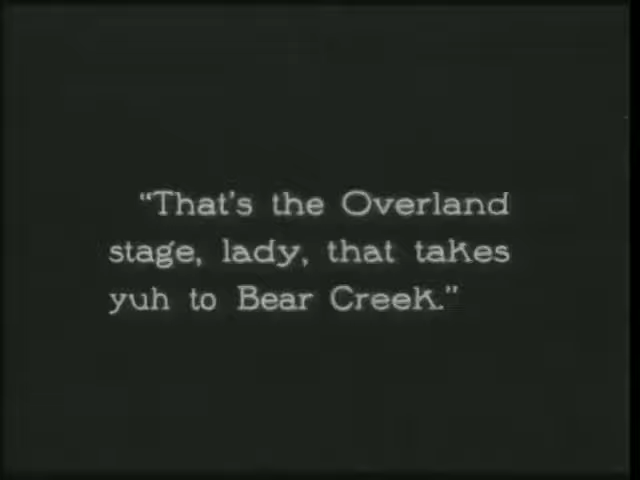 “That's the Overland
stage, lady, that takes
yuh to Bear Creek.”